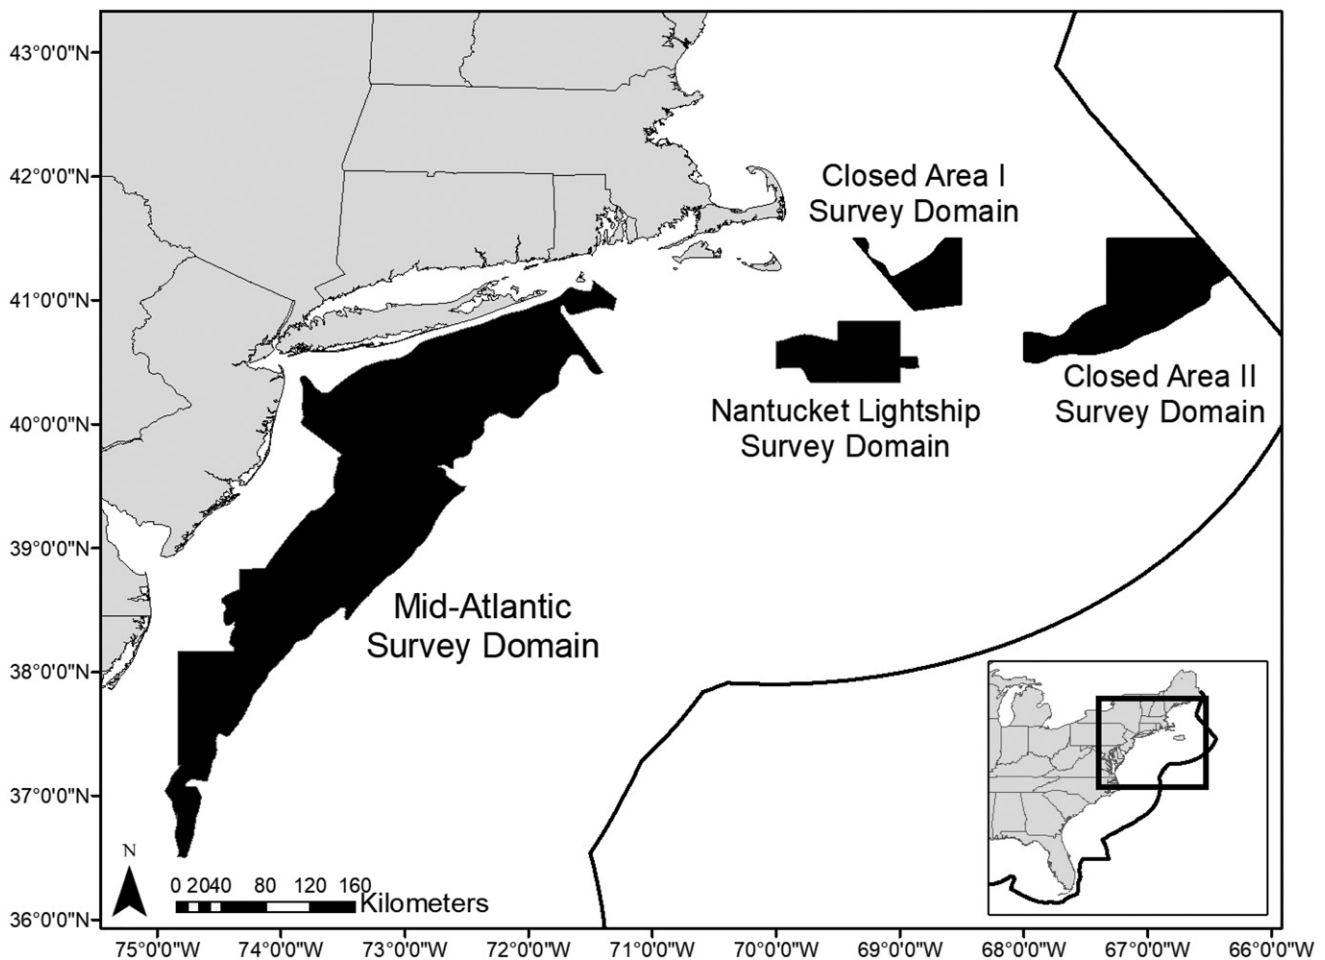 43°0'0"N
42°0'0"N
41°0'0"N
40°0'0"N
39°0'0"N
38°0'0"N
37°0'0"N
36°0'0"N
Closed Area I
Survey Domain
Closed Area II
Survey Domain
Nantucket Lightship
Survey Domain
Mid-Atlantic
Survey Domain
N
0 20 40 80 120 160
Kilometers
75°0'0"W 74°0'0"W 73°0'0"W 72°0'0"W 71°0'0"W 70°0'0"W 69°0'0"W 68°0'0"W 67°0'0"W 66°0'0"W